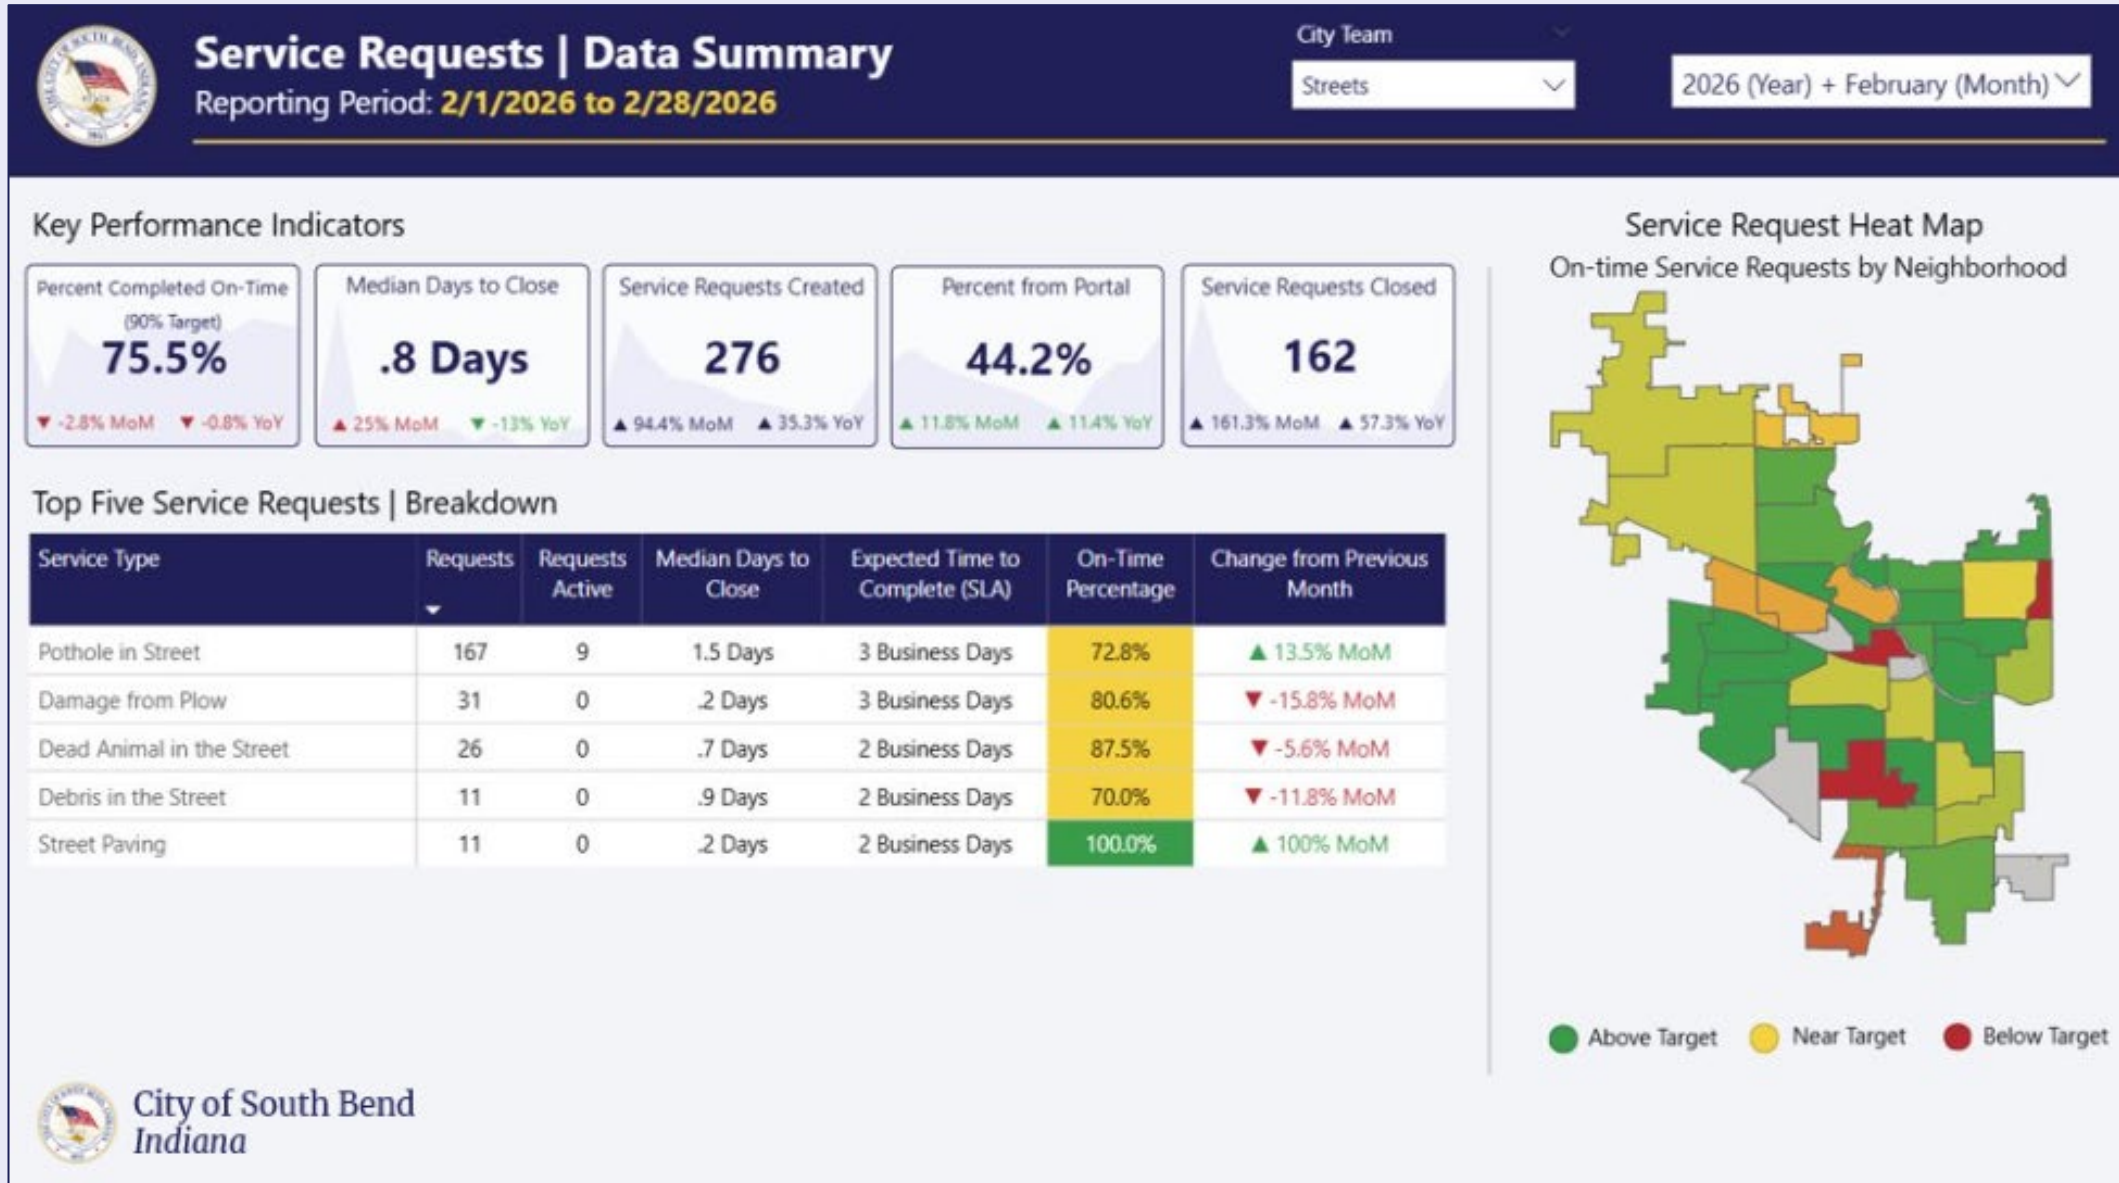 Service Requests | Data Summary
Reporting Period: 2/1/2026 to 2/28/2026
City Team
Streets
2026 (Year) + February (Month)
Key Performance Indicators
Percent Completed On-Time
(90% Target)
75.5%
▼ -2.8% MoM ▼ -0.8% YoY
Median Days to Close
.8 Days
▲ 25% MoM ▼ -13% YoY
Service Requests Created
276
▲ 94.4% MoM ▲ 35.3% YoY
Percent from Portal
44.2%
▲ 11.8% MoM ▲ 11.4% YoY
Service Requests Closed
162
▲ 161.3% MoM ▲ 57.3% YoY
Top Five Service Requests | Breakdown
Service Type Requests Requests Active Median Days to Close Expected Time to Complete (SLA) On-Time Percentage Change from Previous Month
Pothole in Street 167 9 1.5 Days 3 Business Days 72.8% ▲ 13.5% MoM
Damage from Plow 31 0 .2 Days 3 Business Days 80.6% ▼ -15.8% MoM
Dead Animal in the Street 26 0 .7 Days 2 Business Days 87.5% ▼ -5.6% MoM
Debris in the Street 11 0 .9 Days 2 Business Days 70.0% ▼ -11.8% MoM
Street Paving 11 0 .2 Days 2 Business Days 100.0% ▲ 100% MoM
Service Request Heat Map
On-time Service Requests by Neighborhood
Above Target Near Target Below Target
City of South Bend
Indiana